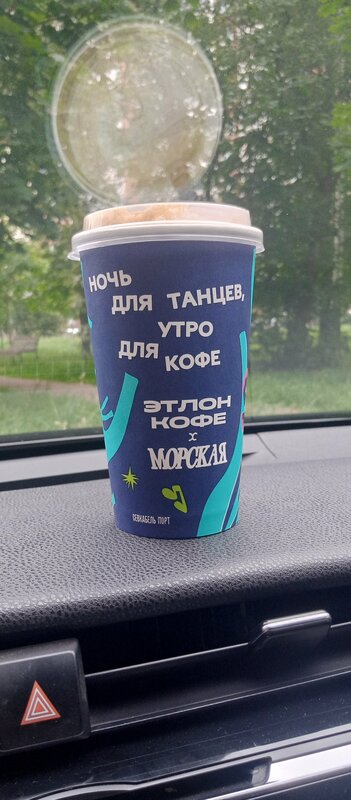 НОЧЬ
ДЛЯ ТАНЦЕВ,
УТРО
ДЛЯ КОФЕ
ЭТЛОН
КОФЕ
x
МОРСКАЯ
СЕВКАБЕЛЬ ПОРТ